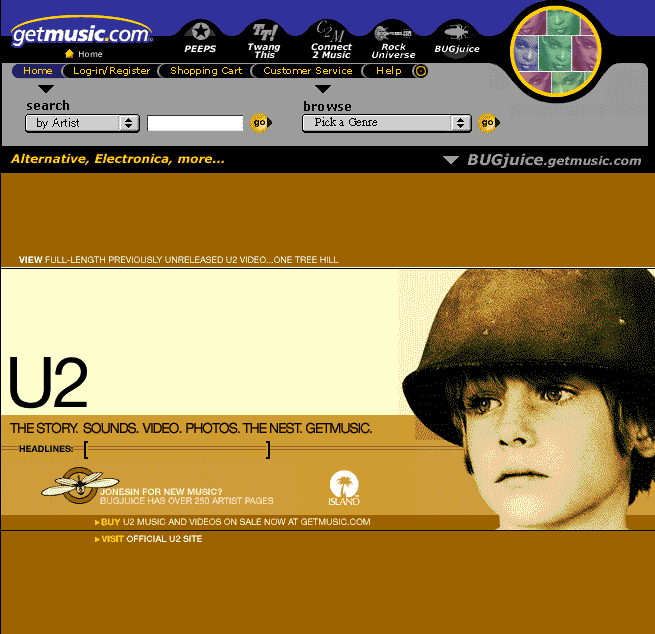 getmusic.com
Home
PEEPS
TT!
Twang
This
C2M
Connect
2 Music
Rock
Universe
BUGjuice
Home
Log-in/Register
Shopping Cart
Customer Service
Help
search
by Artist
go
browse
Pick a Genre
go
Alternative, Electronica, more...
BUGjuice.getmusic.com
VIEW FULL-LENGTH PREVIOUSLY UNRELEASED U2 VIDEO...ONE TREE HILL
U2
THE STORY. SOUNDS. VIDEO. PHOTOS. THE NEST. GETMUSIC.
HEADLINES: [ ]
JONESIN FOR NEW MUSIC?
BUGJUICE HAS OVER 250 ARTIST PAGES
ISLAND
BUY U2 MUSIC AND VIDEOS ON SALE NOW AT GETMUSIC.COM
VISIT OFFICIAL U2 SITE